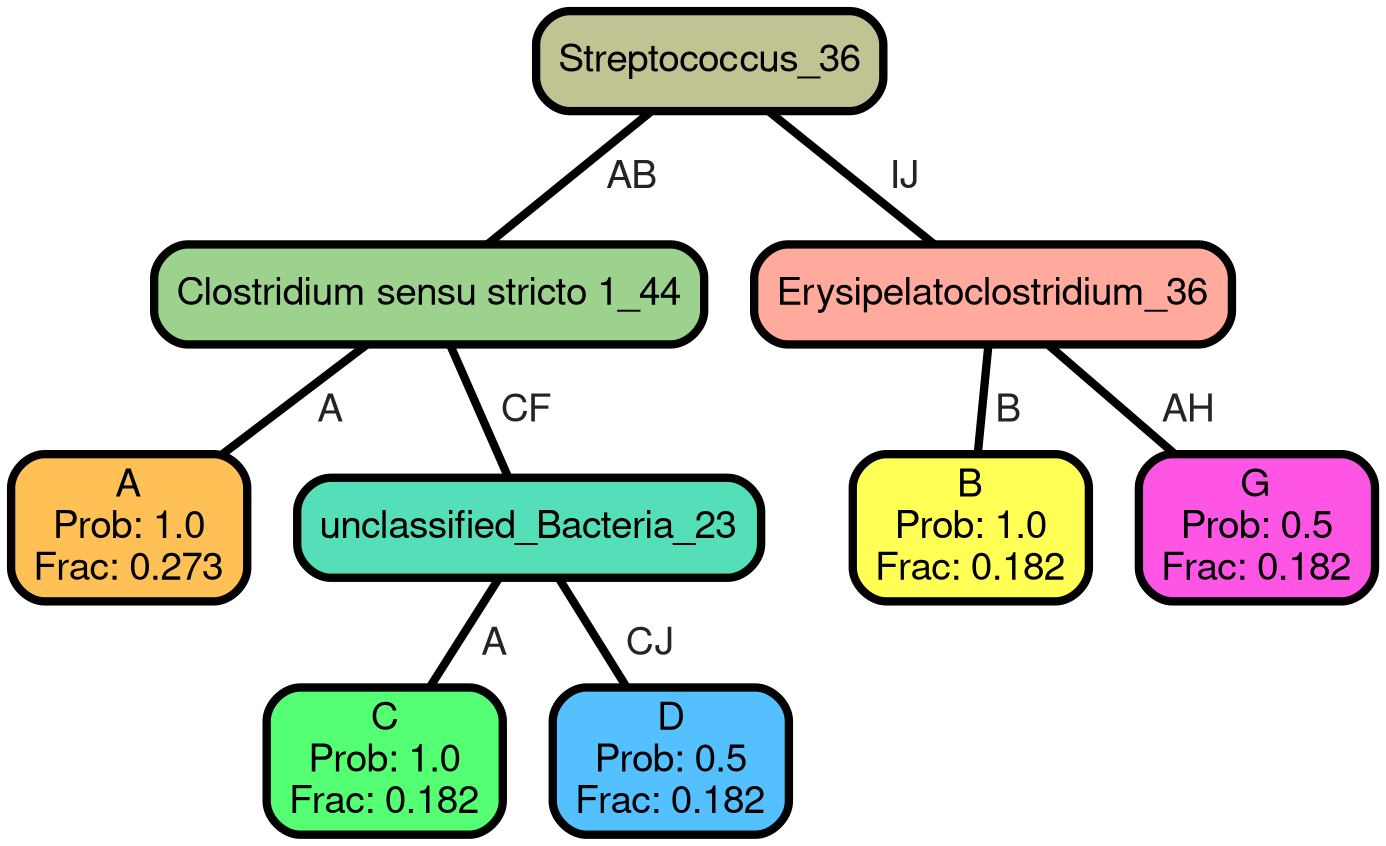 Streptococcus_36
AB
IJ
Clostridium sensu stricto 1_44
Erysipelatoclostridium_36
A
CF
B
AH
A
Prob: 1.0
Frac: 0.273
unclassified_Bacteria_23
B
Prob: 1.0
Frac: 0.182
G
Prob: 0.5
Frac: 0.182
A
CJ
C
Prob: 1.0
Frac: 0.182
D
Prob: 0.5
Frac: 0.182